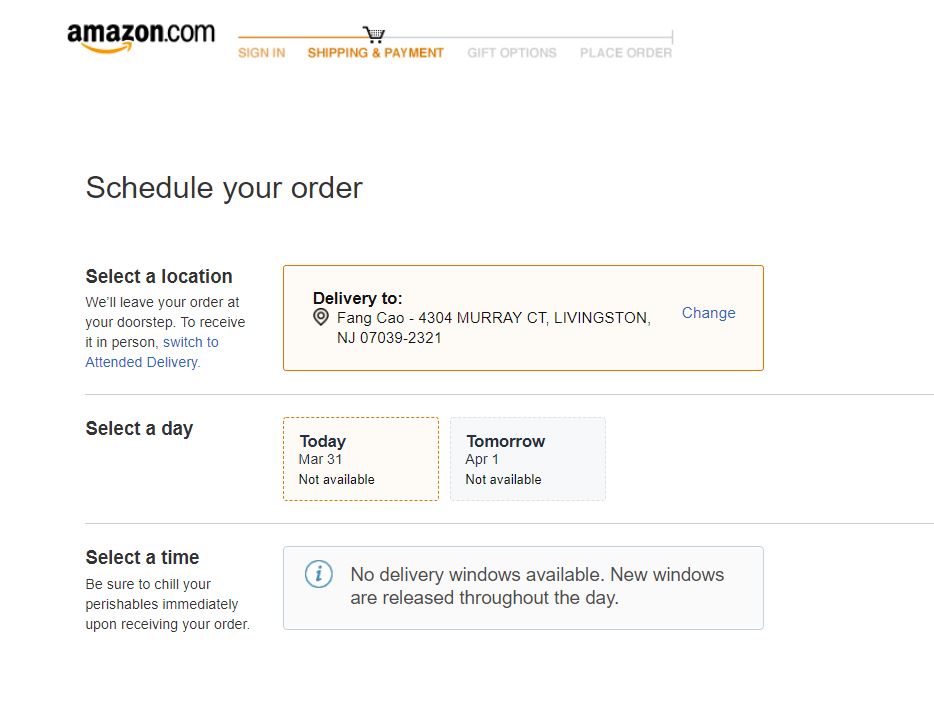 amazon.com
SIGN IN SHIPPING & PAYMENT GIFT OPTIONS PLACE ORDER
Schedule your order
Select a location
We'll leave your order at
your doorstep. To receive
it in person, switch to
Attended Delivery.
Delivery to:
Fang Cao - 4304 MURRAY CT, LIVINGSTON,
NJ 07039-2321
Change
Select a day
Today
Mar 31
Not available
Tomorrow
Apr 1
Not available
Select a time
Be sure to chill your
perishables immediately
upon receiving your order.
No delivery windows available. New windows
are released throughout the day.